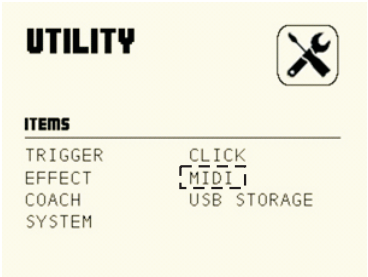 UTILITY
ITEMS
TRIGGER CLICK
EFFECT MIDI
COACH USB STORAGE
SYSTEM